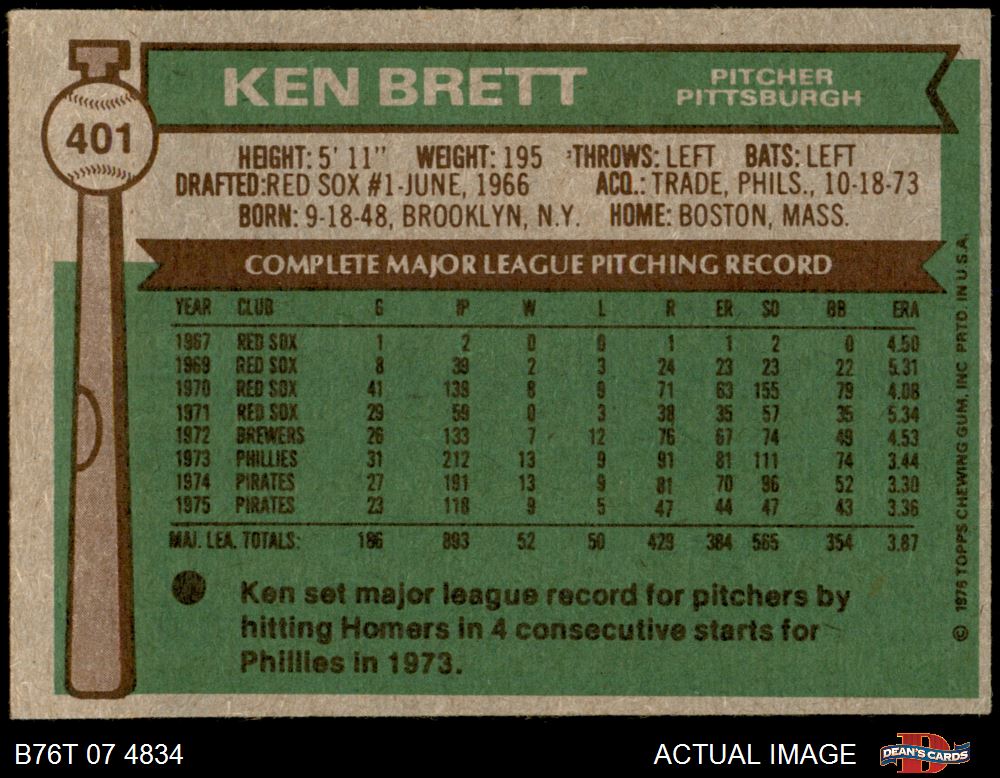 KEN BRETT
PITCHER
PITTSBURGH
401
HEIGHT: 5' 11" WEIGHT: 195 THROWS: LEFT BATS: LEFT
DRAFTED:RED SOX #1-JUNE, 1966 ACQ.: TRADE, PHILS., 10-18-73
BORN: 9-18-48, BROOKLYN, N.Y. HOME: BOSTON, MASS.
COMPLETE MAJOR LEAGUE PITCHING RECORD
YEAR CLUB G IP W L R ER SO BB ERA
1967 RED SOX 1 2 0 0 1 1 2 0 4.50
1969 RED SOX 8 39 2 3 24 23 23 22 5.31
1970 RED SOX 41 139 8 9 71 63 155 79 4.08
1971 RED SOX 29 59 0 3 38 35 57 35 5.34
1972 BREWERS 26 133 7 12 76 67 74 49 4.53
1973 PHILLIES 31 212 13 9 91 81 111 74 3.44
1974 PIRATES 27 191 13 9 81 70 96 52 3.30
1975 PIRATES 23 118 9 5 47 44 47 43 3.36
MAJ. LEA. TOTALS: 186 893 52 50 429 384 565 354 3.87
Ken set major league record for pitchers by
hitting Homers in 4 consecutive starts for
Phillies in 1973.
© 1976 TOPPS CHEWING GUM, INC PRTD. IN U.S.A.
B76T 07 4834
ACTUAL IMAGE
D
DEAN'S CARDS